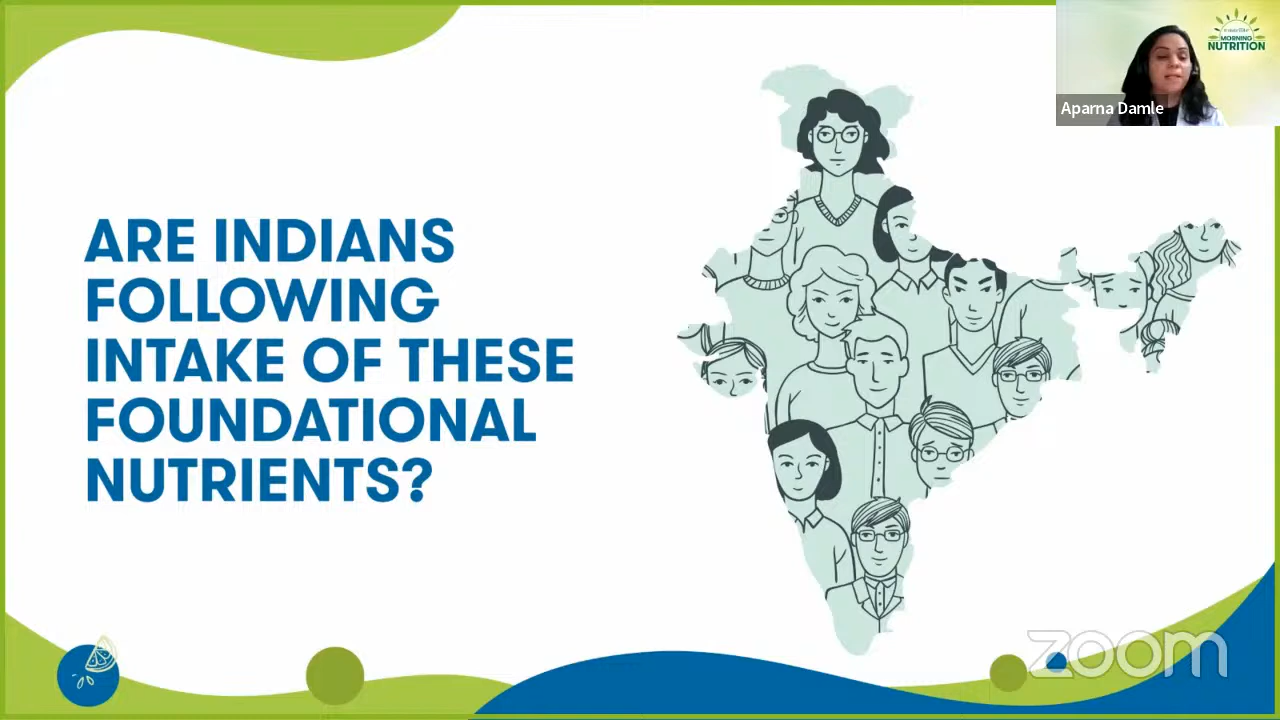 ARE INDIANS
FOLLOWING
INTAKE OF THESE
FOUNDATIONAL
NUTRIENTS?
MORNING
NUTRITION
Aparna Damle
zoom